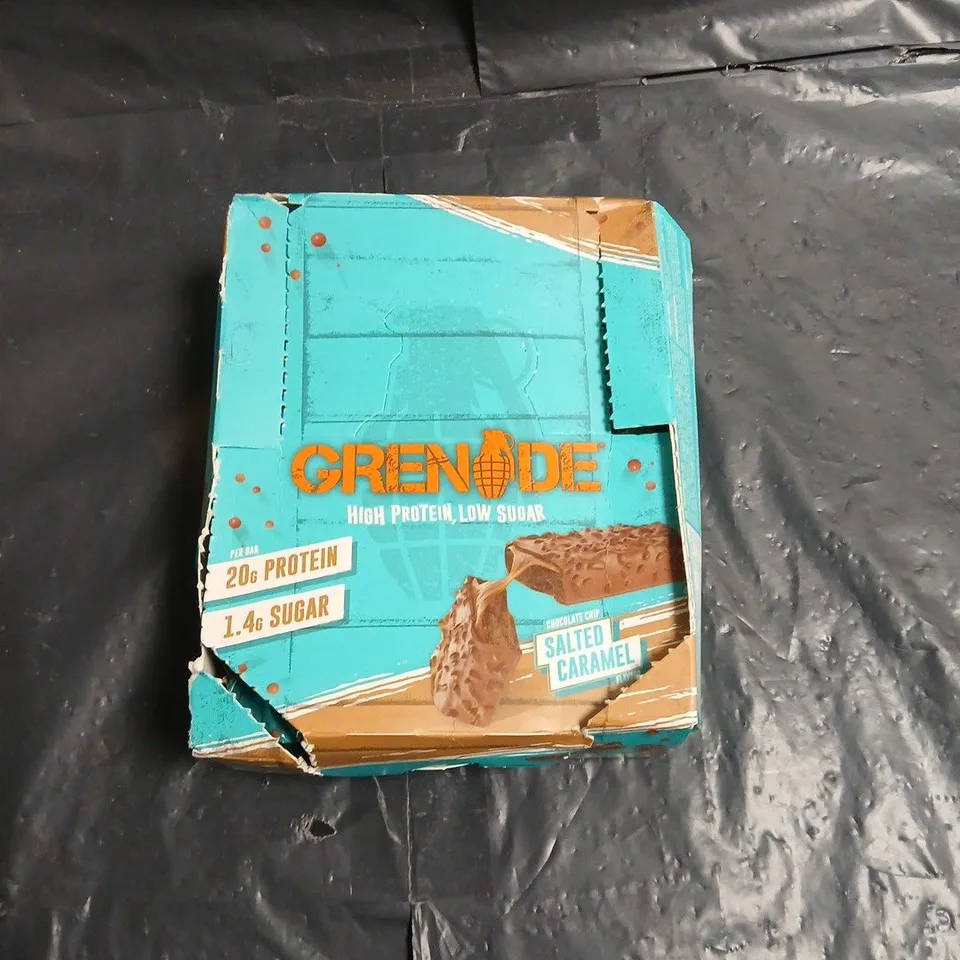 GRENADE
HIGH PROTEIN, LOW SUGAR
PER BAR
20G PROTEIN
1.4G SUGAR
CHOCOLATE CHIP
SALTED
CARAMEL